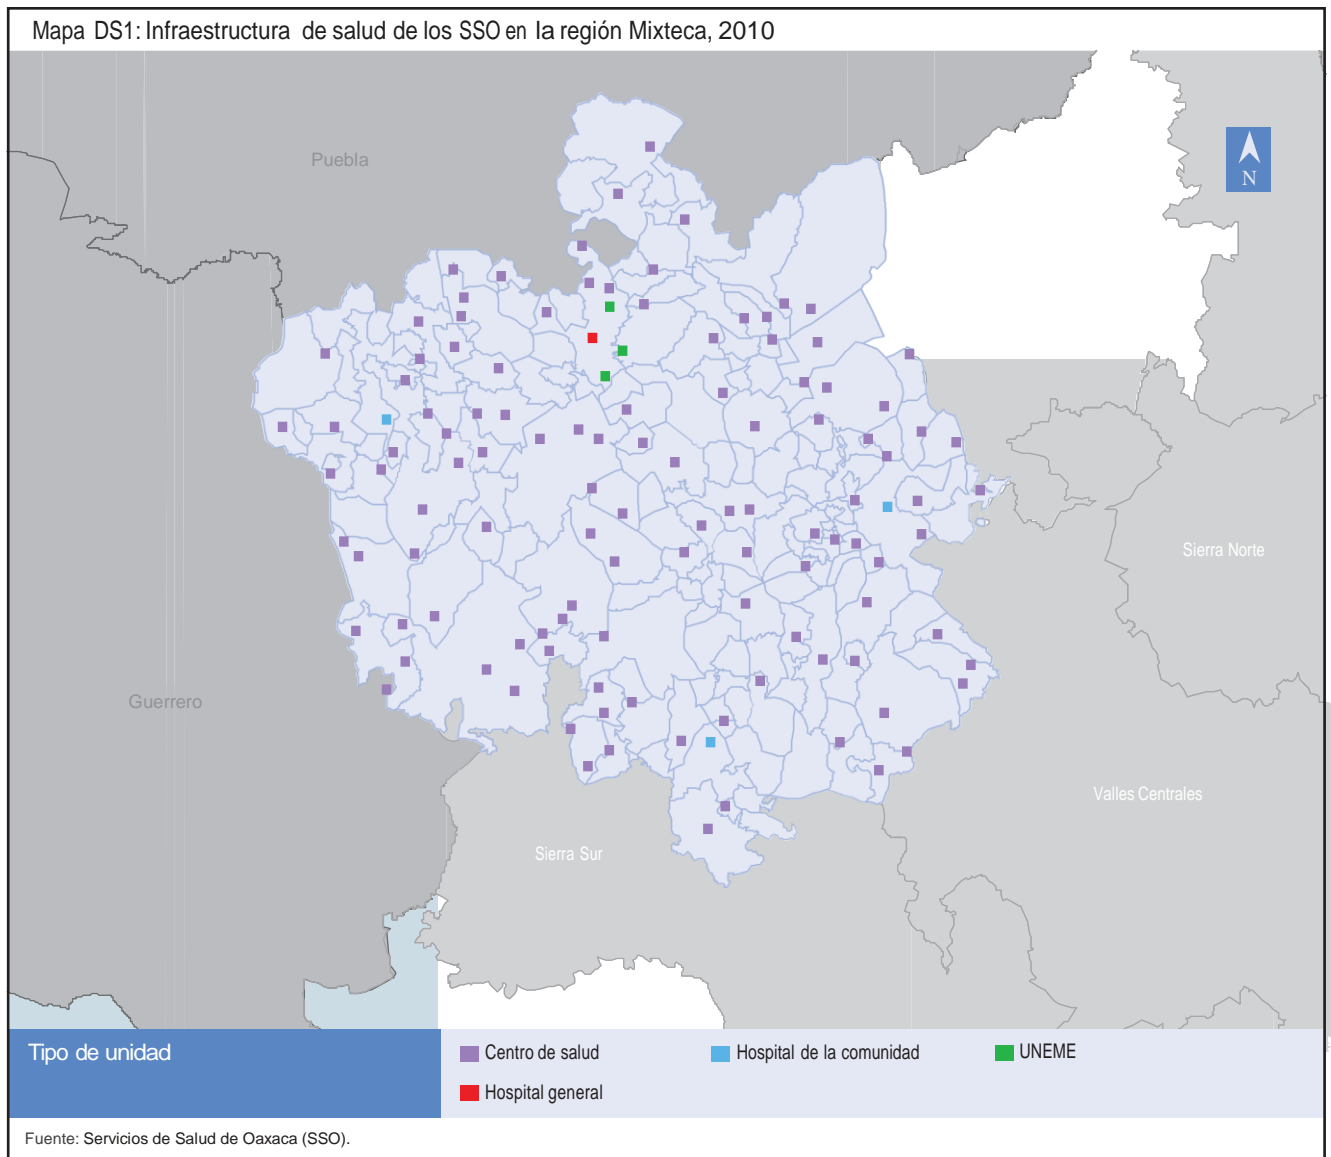 Mapa DS1: Infraestructura de salud de los SSO en la región Mixteca, 2010
Puebla
N
Sierra Norte
Guerrero
Valles Centrales
Sierra Sur
Tipo de unidad
Centro de salud
Hospital de la comunidad
UNEME
Hospital general
Fuente: Servicios de Salud de Oaxaca (SSO).